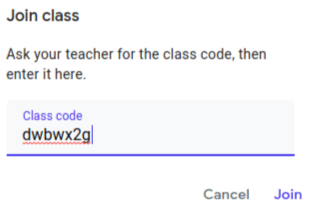 Join class
Ask your teacher for the class code, then
enter it here.
Class code
dwbwx2g
Cancel Join